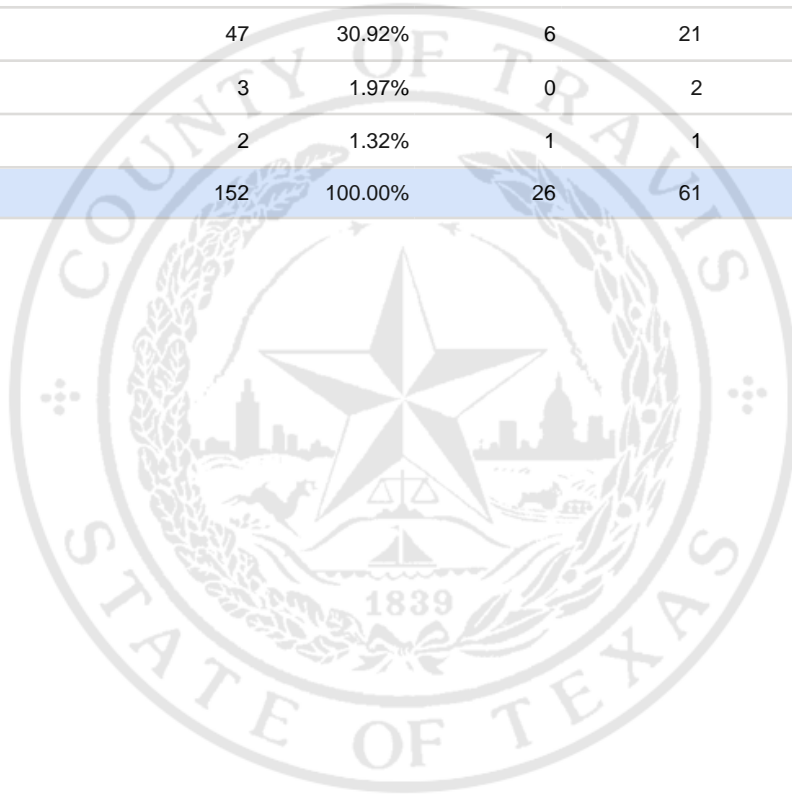 47 30.92% 6 21
3 1.97% 0 2
2 1.32% 1 1
152 100.00% 26 61
COUNTY OF TRAVIS
1839
STATE OF TEXAS